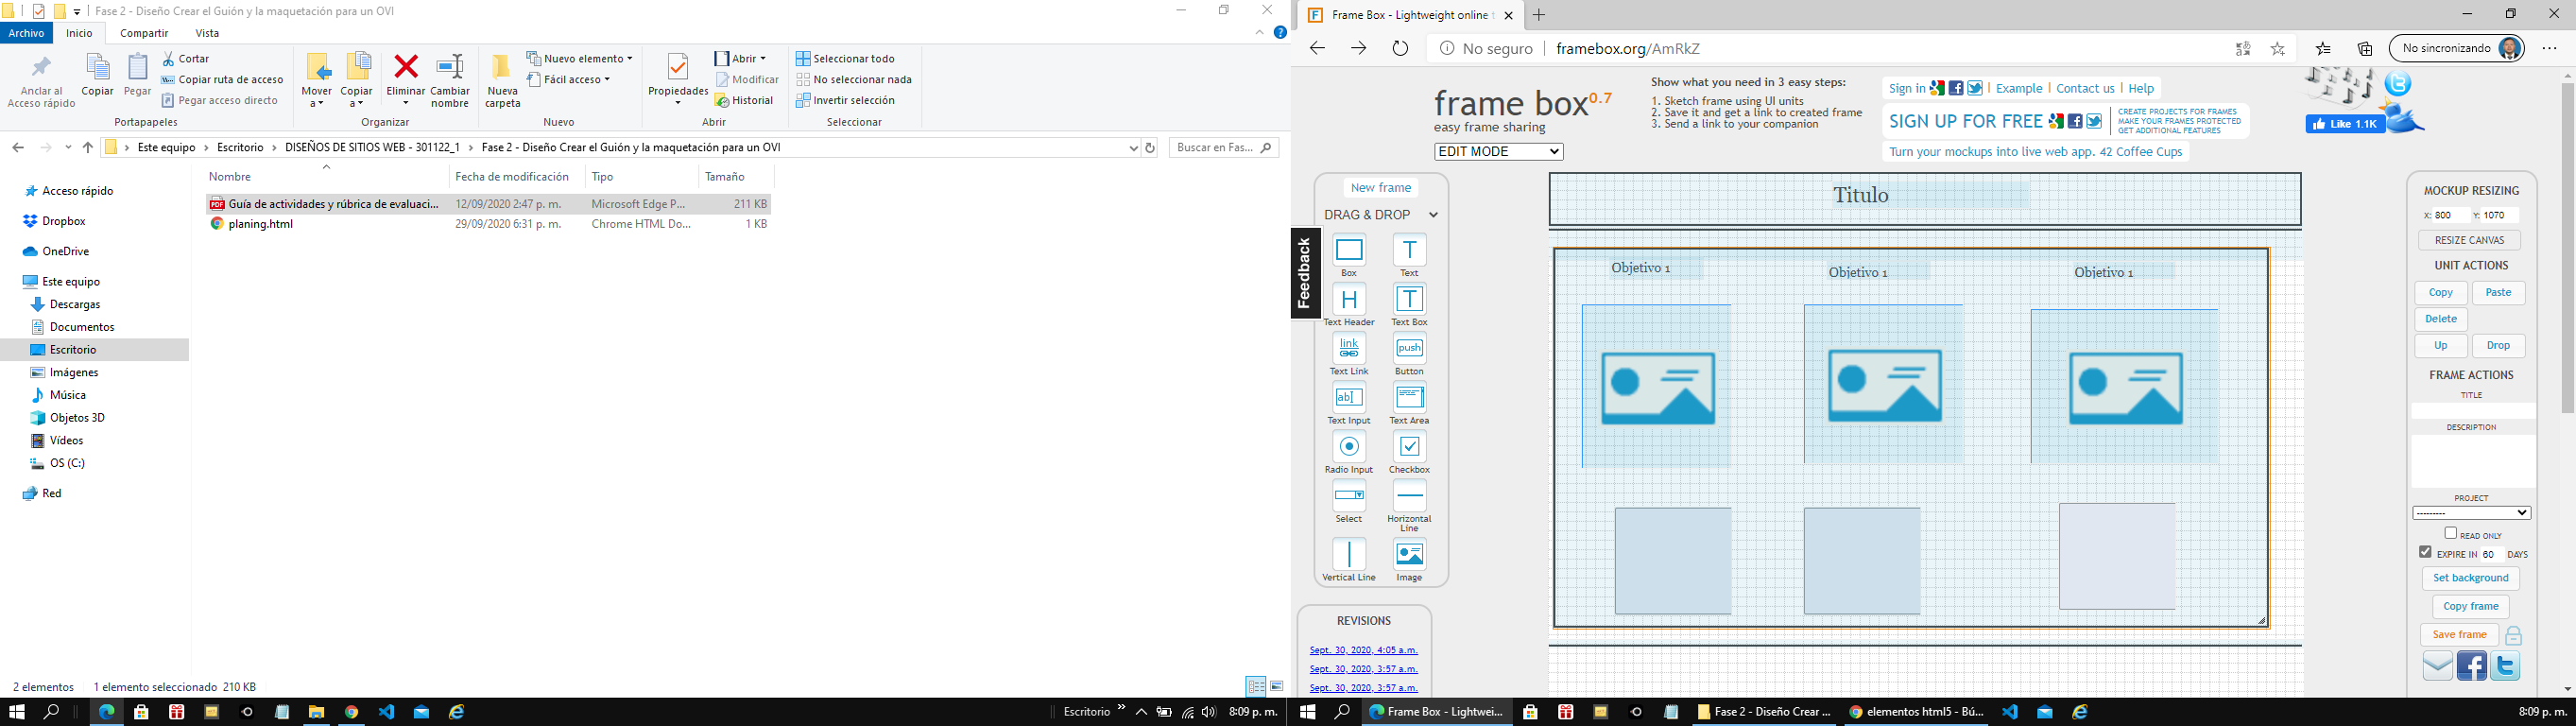 Fase 2 - Diseño Crear el Guión y la maquetación para un OVI
Archivo Inicio Compartir Vista
Anclar al Acceso rápido
Copiar
Pegar
Cortar
Copiar ruta de acceso
Pegar acceso directo
Portapapeles
Mover a
Copiar a
Eliminar
Cambiar nombre
Organizar
Nueva carpeta
Nuevo elemento
Fácil acceso
Nuevo
Propiedades
Abrir
Modificar
Historial
Abrir
Seleccionar todo
No seleccionar nada
Invertir selección
Seleccionar
Este equipo > Escritorio > DISEÑOS DE SITIOS WEB - 301122_1 > Fase 2 - Diseño Crear el Guión y la maquetación para un OVI
Buscar en Fas...
Nombre Fecha de modificación Tipo Tamaño
Guía de actividades y rúbrica de evaluaci... 12/09/2020 2:47 p. m. Microsoft Edge P... 211 KB
planing.html 29/09/2020 6:31 p. m. Chrome HTML Do... 1 KB
Acceso rápido
Dropbox
OneDrive
Este equipo
Descargas
Documentos
Escritorio
Imágenes
Música
Objetos 3D
Vídeos
OS (C:)
Red
2 elementos 1 elemento seleccionado 210 KB
Escritorio
8:09 p. m.
Frame Box - Lightweight online t
No seguro | framebox.org/AmRkZ
No sincronizando
frame box 0.7
easy frame sharing
EDIT MODE
Show what you need in 3 easy steps:
1. Sketch frame using UI units
2. Save it and get a link to created frame
3. Send a link to your companion
Sign in | Example | Contact us | Help
SIGN UP FOR FREE
CREATE PROJECTS FOR FRAMES
MAKE YOUR FRAMES PROTECTED
GET ADDITIONAL FEATURES
Turn your mockups into live web app. 42 Coffee Cups
Like 1.1K
Feedback
New frame
DRAG & DROP
Box Text
Text Header Text Box
link push
Text Link Button
Text Input Text Area
Radio Input Checkbox
Select Horizontal Line
Vertical Line Image
REVISIONS
Sept. 30, 2020, 4:05 a.m.
Sept. 30, 2020, 3:57 a.m.
Sept. 30, 2020, 3:57 a.m.
Titulo
Objetivo 1 Objetivo 1 Objetivo 1
MOCKUP RESIZING
X: 800 Y: 1070
RESIZE CANVAS
UNIT ACTIONS
Copy Paste
Delete
Up Drop
FRAME ACTIONS
TITLE
DESCRIPTION
PROJECT
---------
READ ONLY
EXPIRE IN 60 DAYS
Set background
Copy frame
Save frame
Frame Box - Lightwei...
Fase 2 - Diseño Crear ...
elementos html5 - Bú...
8:09 p. m.